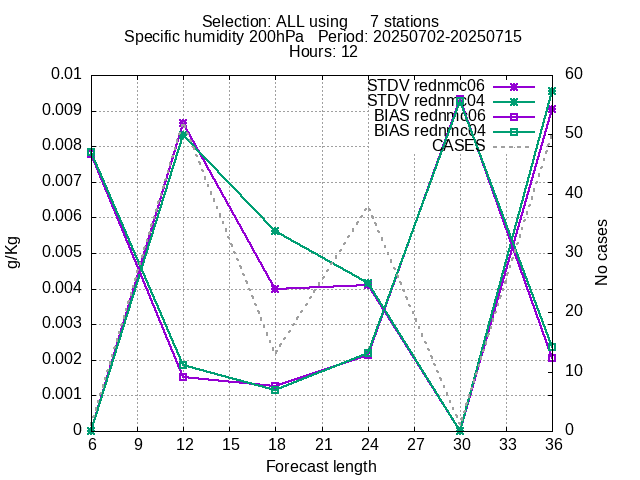 Selection: ALL using     7 stations
Specific humidity 200hPa   Period: 20250702-20250715
Hours: 12
STDV rednmc06
STDV rednmc04
BIAS rednmc06
BIAS rednmc04
CASES
0.01
0.009
0.008
0.007
0.006
0.005
0.004
0.003
0.002
0.001
0
g/Kg
60
50
40
30
20
10
0
No cases
6 9 12 15 18 21 24 27 30 33 36
Forecast length